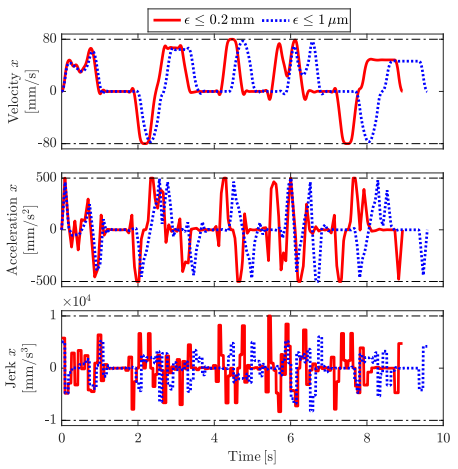 ϵ ≤ 0.2 mm ϵ ≤ 1 μm
80
0
-80
Velocity x
[mm/s]
500
0
-500
Acceleration x
[mm/s²]
×10⁴
1
0
-1
Jerk x
[mm/s³]
0 2 4 6 8 10
Time [s]